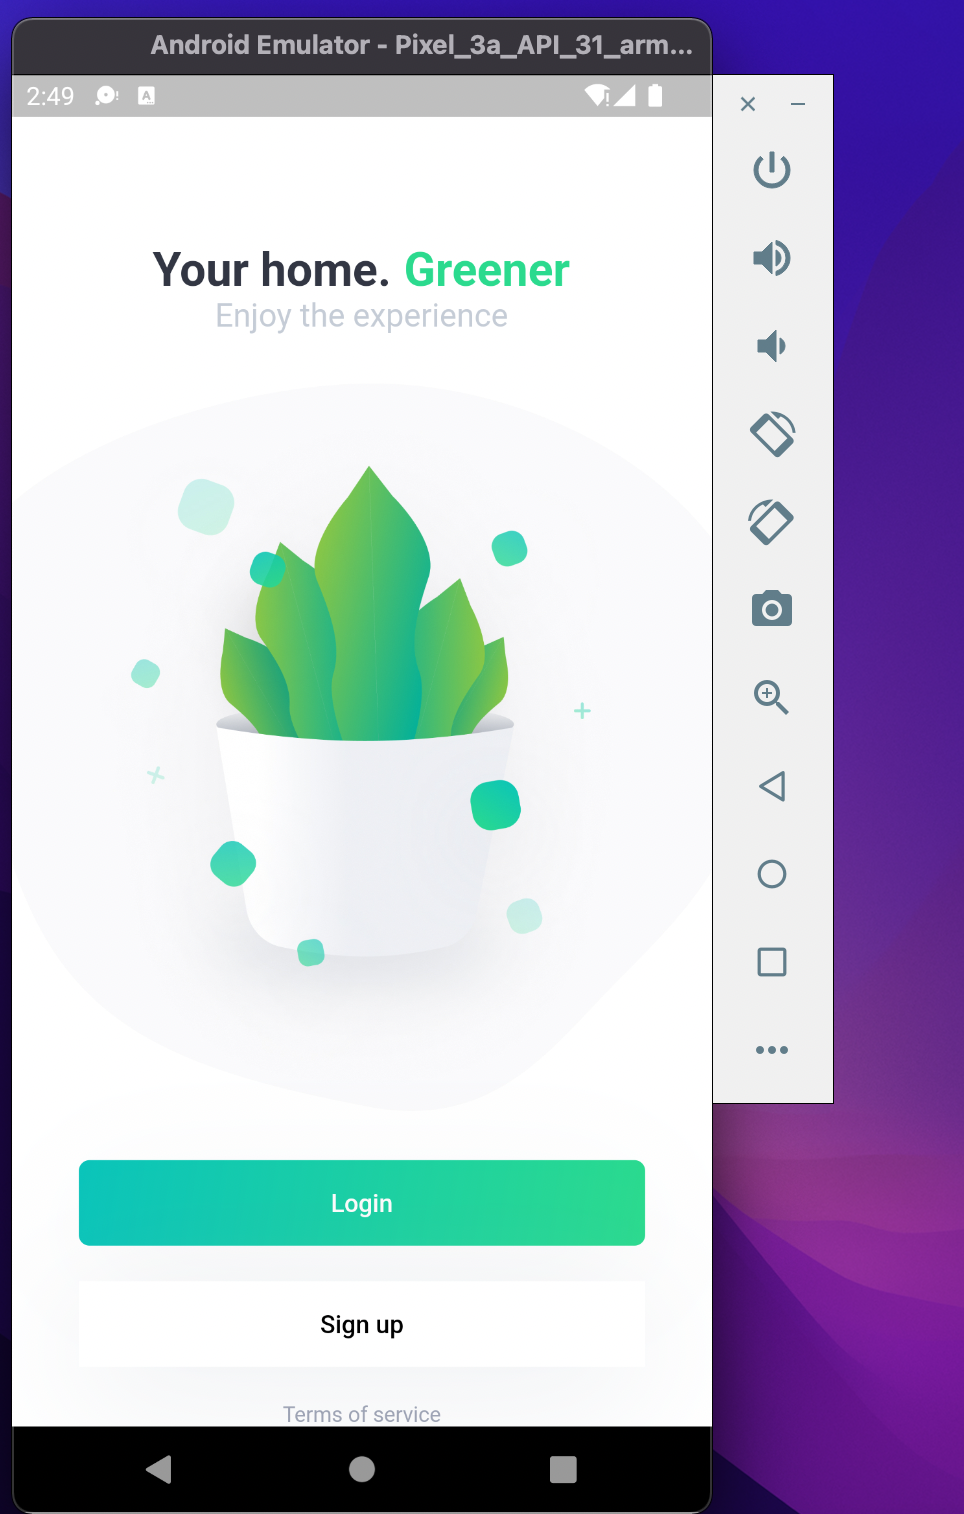 Android Emulator - Pixel_3a_API_31_arm...
2:49
A
Your home. Greener
Enjoy the experience
Login
Sign up
Terms of service